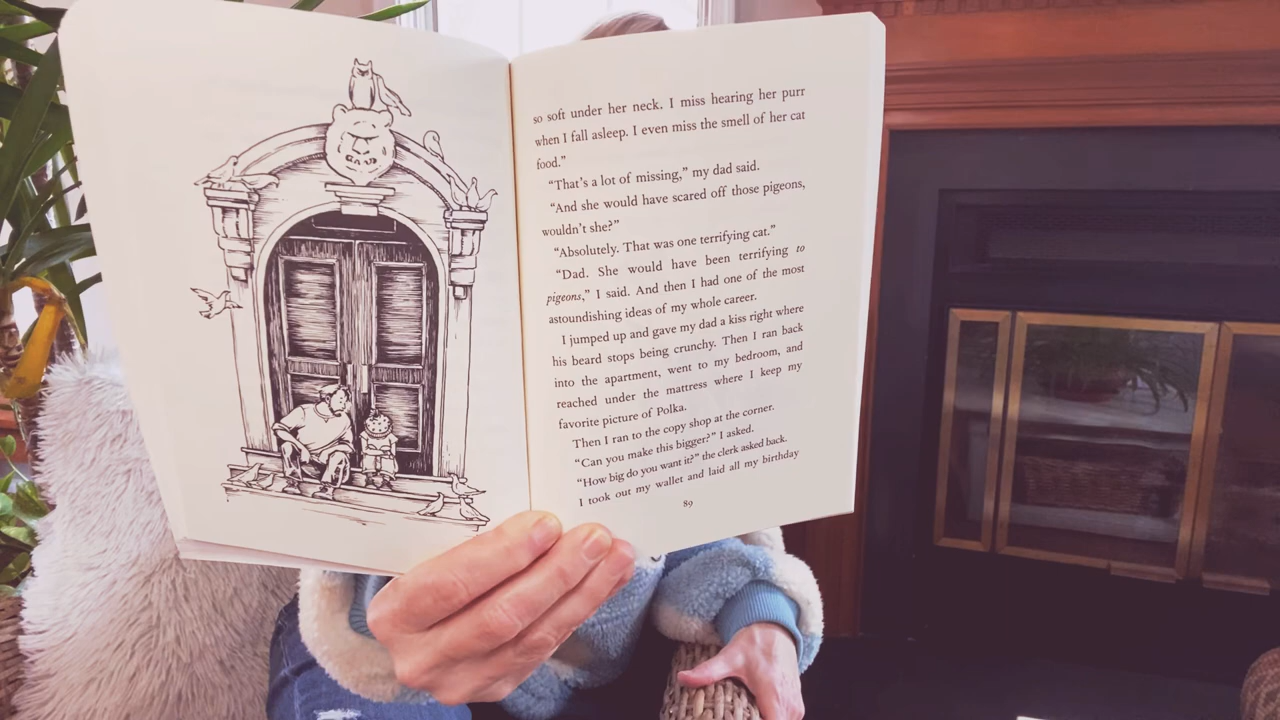 so soft under her neck. I miss hearing her purr
when I fall asleep. I even miss the smell of her cat
food.”
“That’s a lot of missing,” my dad said.
“And she would have scared off those pigeons,
wouldn’t she?”
“Absolutely. That was one terrifying cat.”
“Dad. She would have been terrifying to
pigeons,” I said. And then I had one of the most
astoundishing ideas of my whole career.
I jumped up and gave my dad a kiss right where
his beard stops being crunchy. Then I ran back
into the apartment, went to my bedroom, and
reached under the mattress where I keep my
favorite picture of Polka.
Then I ran to the copy shop at the corner.
“Can you make this bigger?” I asked.
“How big do you want it?” the clerk asked back.
I took out my wallet and laid all my birthday
89